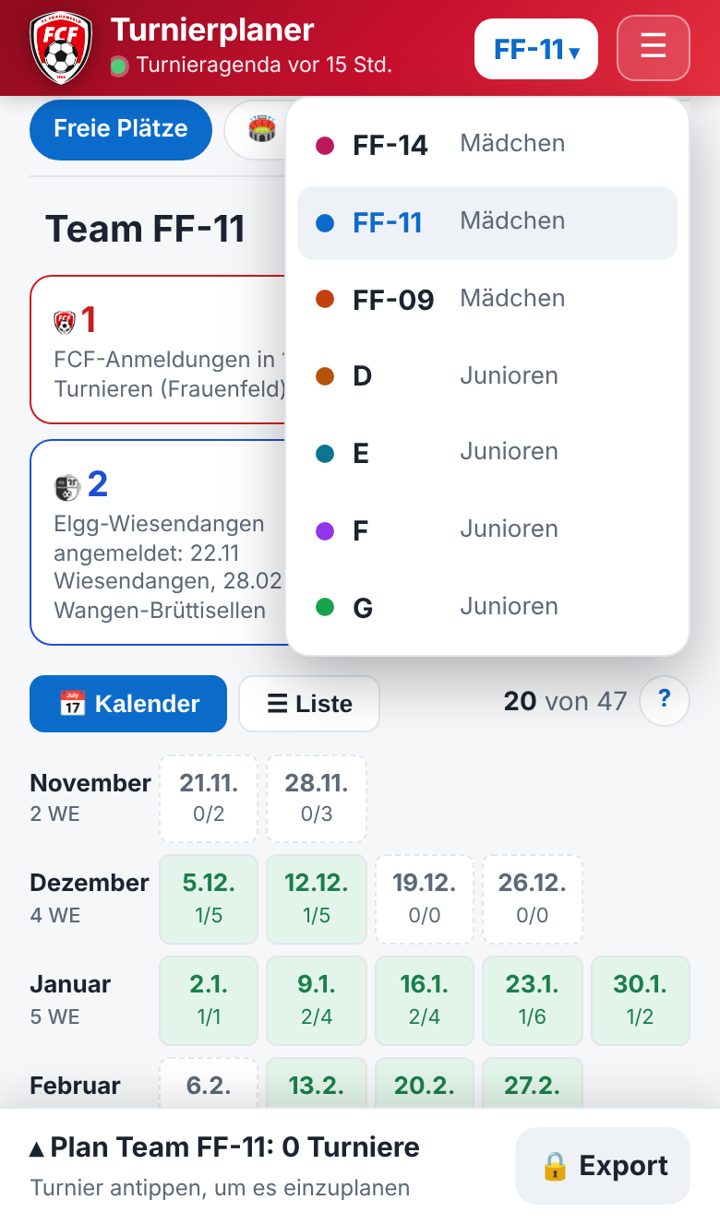 FC FRAUENFELD
FCF
Turnierplaner
Turnieragenda vor 15 Std.
FF-11 ▾
☰
Freie Plätze
FF-14 Mädchen
FF-11 Mädchen
FF-09 Mädchen
D Junioren
E Junioren
F Junioren
G Junioren
Team FF-11
1
FCF-Anmeldungen in
Turnieren (Frauenfeld)
2
Elgg-Wiesendangen
angemeldet: 22.11
Wiesendangen, 28.02
Wangen-Brüttisellen
Kalender
☰ Liste
20 von 47
?
November 21.11. 28.11.
2 WE 0/2 0/3
Dezember 5.12. 12.12. 19.12. 26.12.
4 WE 1/5 1/5 0/0 0/0
Januar 2.1. 9.1. 16.1. 23.1. 30.1.
5 WE 1/1 2/4 2/4 1/6 1/2
Februar 6.2. 13.2. 20.2. 27.2.
▴ Plan Team FF-11: 0 Turniere
Turnier antippen, um es einzuplanen
Export